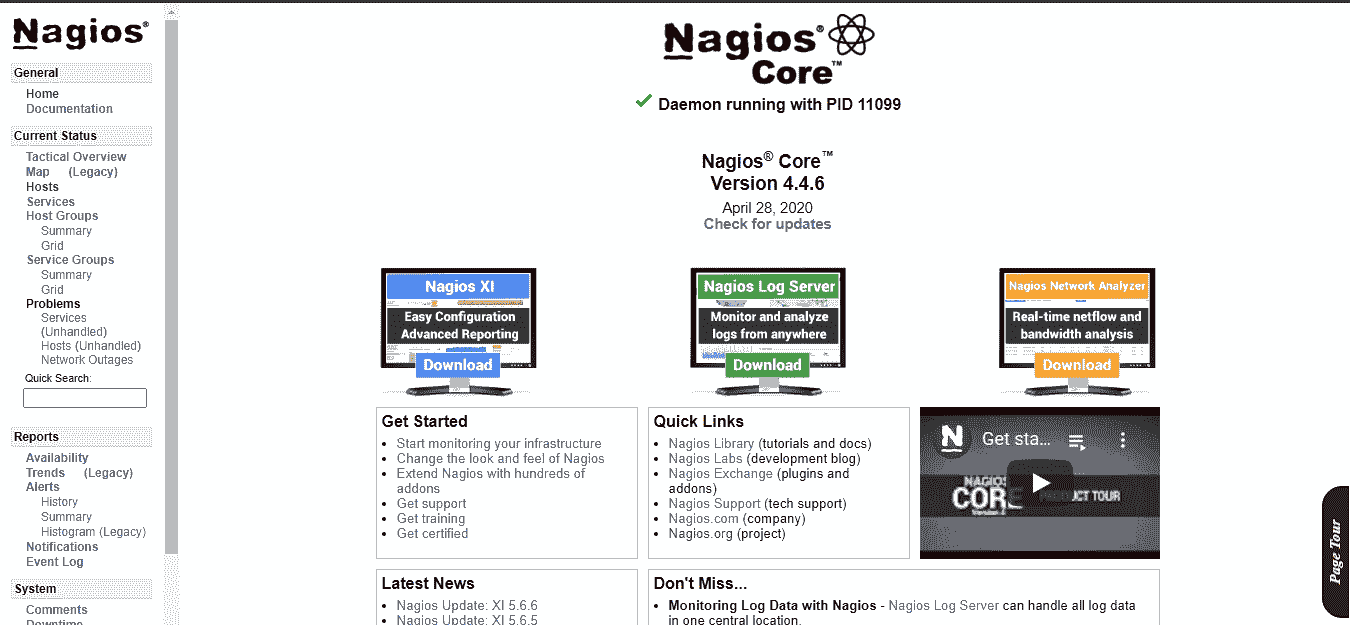 Nagios®
General
Home
Documentation
Current Status
Tactical Overview
Map (Legacy)
Hosts
Services
Host Groups
Summary
Grid
Service Groups
Summary
Grid
Problems
Services
(Unhandled)
Hosts (Unhandled)
Network Outages
Quick Search:
Reports
Availability
Trends (Legacy)
Alerts
History
Summary
Histogram (Legacy)
Notifications
Event Log
System
Comments
Downtime
Nagios®
Core™
Daemon running with PID 11099
Nagios® Core™
Version 4.4.6
April 28, 2020
Check for updates
Nagios XI
Easy Configuration
Advanced Reporting
Download
Nagios Log Server
Monitor and analyze
logs from anywhere
Download
Nagios Network Analyzer
Real-time netflow and
bandwidth analysis
Download
Get Started
Start monitoring your infrastructure
Change the look and feel of Nagios
Extend Nagios with hundreds of
addons
Get support
Get training
Get certified
Quick Links
Nagios Library (tutorials and docs)
Nagios Labs (development blog)
Nagios Exchange (plugins and
addons)
Nagios Support (tech support)
Nagios.com (company)
Nagios.org (project)
N
Get sta...
NAGIOS
CORE
Latest News
Nagios Update: XI 5.6.6
Nagios Update: XI 5.6.5
Don't Miss...
Monitoring Log Data with Nagios - Nagios Log Server can handle all log data
in one central location.
Page Tour